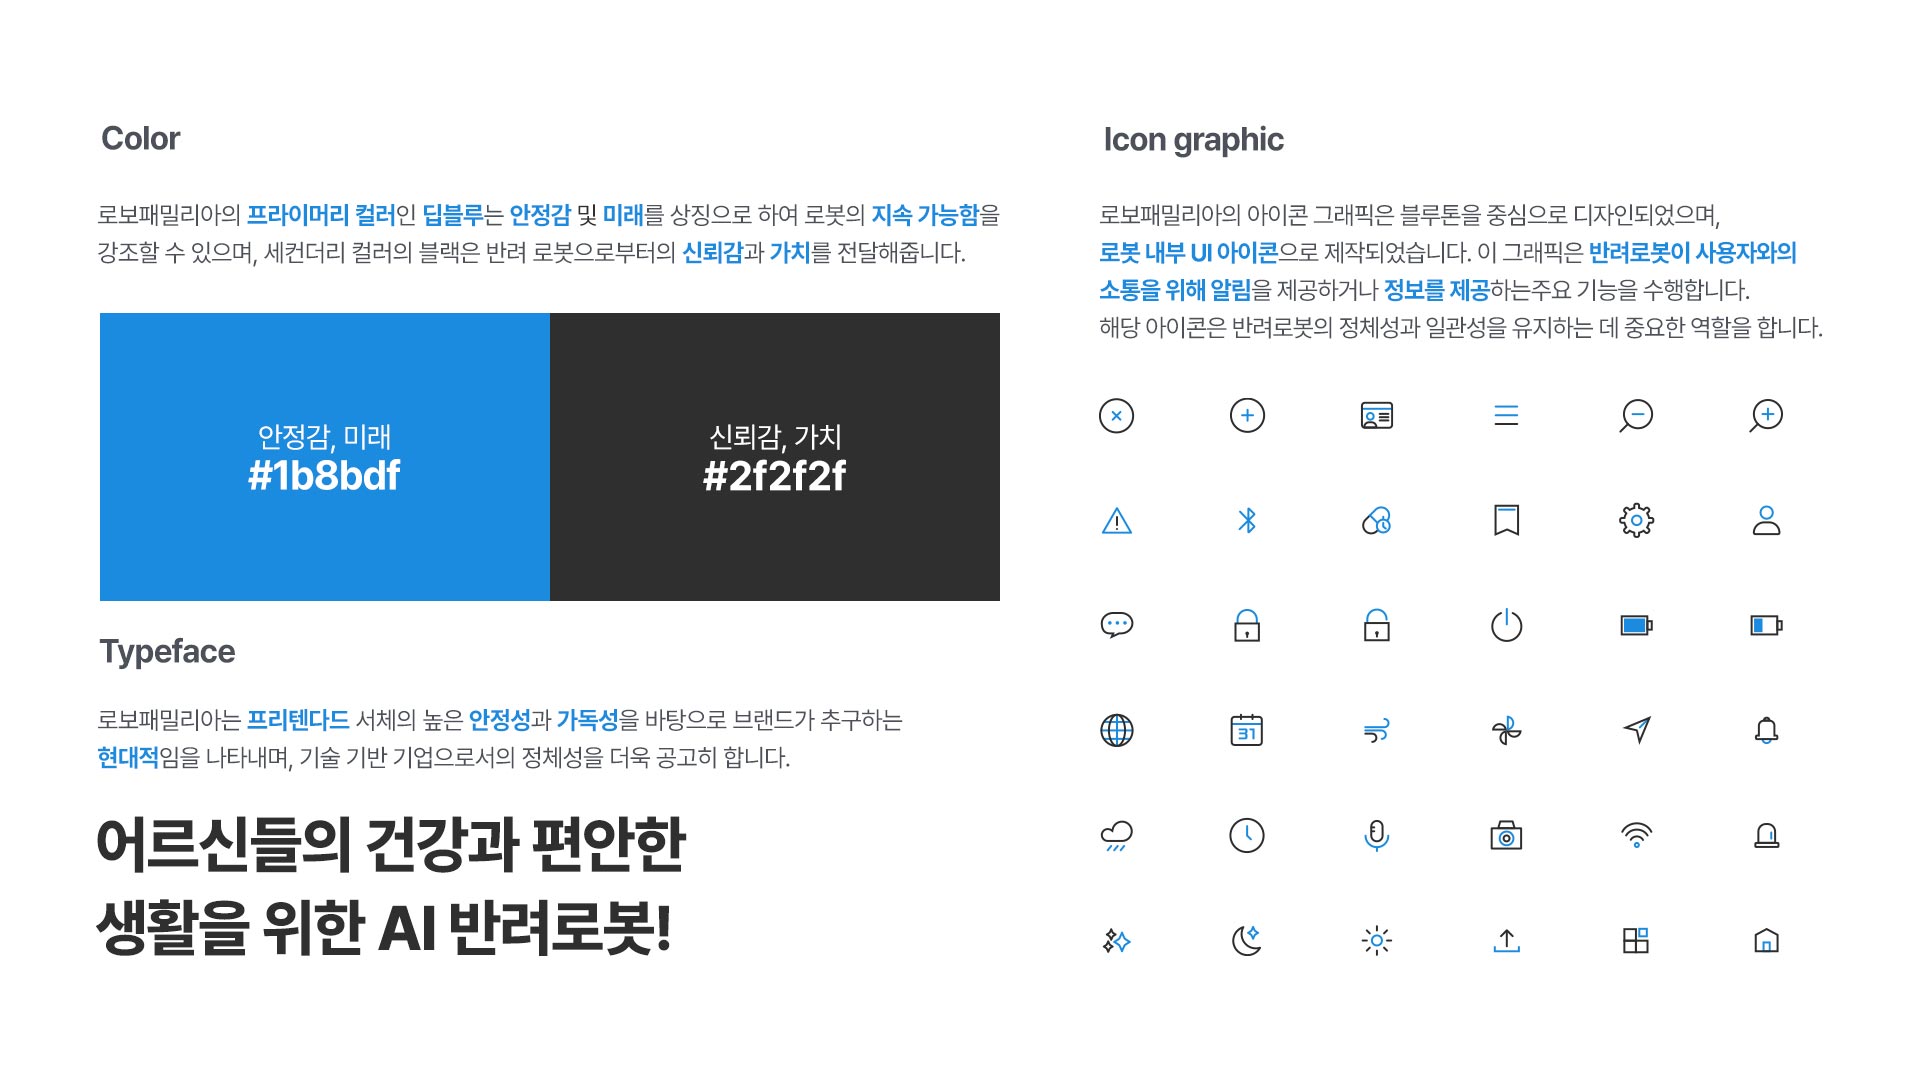 Color
로보패밀리아의 프라이머리 컬러인 딥블루는 안정감 및 미래를 상징으로 하여 로봇의 지속 가능함을
강조할 수 있으며, 세컨더리 컬러의 블랙은 반려 로봇으로부터의 신뢰감과 가치를 전달해줍니다.
안정감, 미래
#1b8bdf
신뢰감, 가치
#2f2f2f
Typeface
로보패밀리아는 프리텐다드 서체의 높은 안정성과 가독성을 바탕으로 브랜드가 추구하는
현대적임을 나타내며, 기술 기반 기업으로서의 정체성을 더욱 공고히 합니다.
어르신들의 건강과 편안한
생활을 위한 AI 반려로봇!
Icon graphic
로보패밀리아의 아이콘 그래픽은 블루톤을 중심으로 디자인되었으며,
로봇 내부 UI 아이콘으로 제작되었습니다. 이 그래픽은 반려로봇이 사용자와의
소통을 위해 알림을 제공하거나 정보를 제공하는주요 기능을 수행합니다.
해당 아이콘은 반려로봇의 정체성과 일관성을 유지하는 데 중요한 역할을 합니다.
31